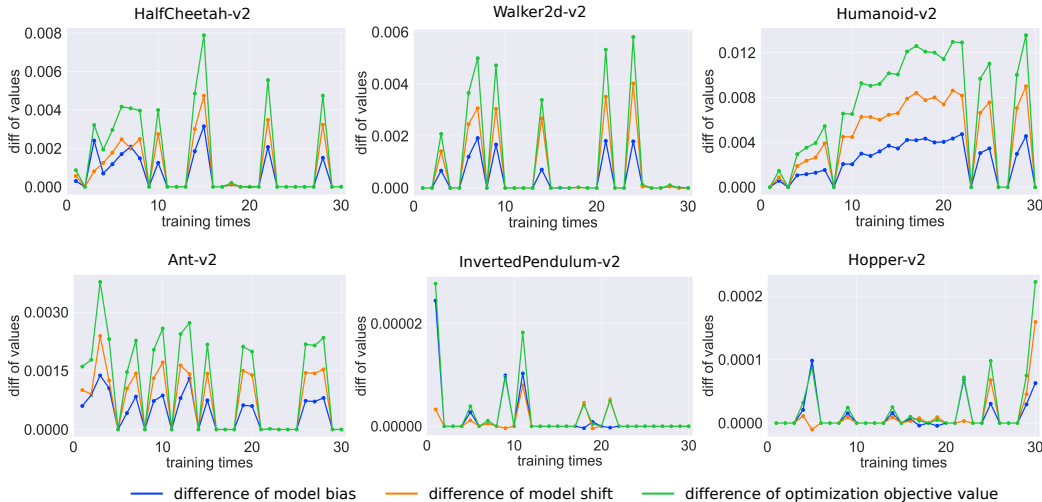 HalfCheetah-v2
Walker2d-v2
Humanoid-v2
diff of values
0.008
0.006
0.004
0.002
0.000
0
10
20
30
training times
diff of values
0.006
0.004
0.002
0.000
0
10
20
30
training times
diff of values
0.012
0.008
0.004
0.000
0
10
20
30
training times
Ant-v2
InvertedPendulum-v2
Hopper-v2
diff of values
0.0030
0.0015
0.0000
0
10
20
30
training times
diff of values
0.00002
0.00000
0
10
20
30
training times
diff of values
0.0002
0.0001
0.0000
0
10
20
30
training times
difference of model bias
difference of model shift
difference of optimization objective value